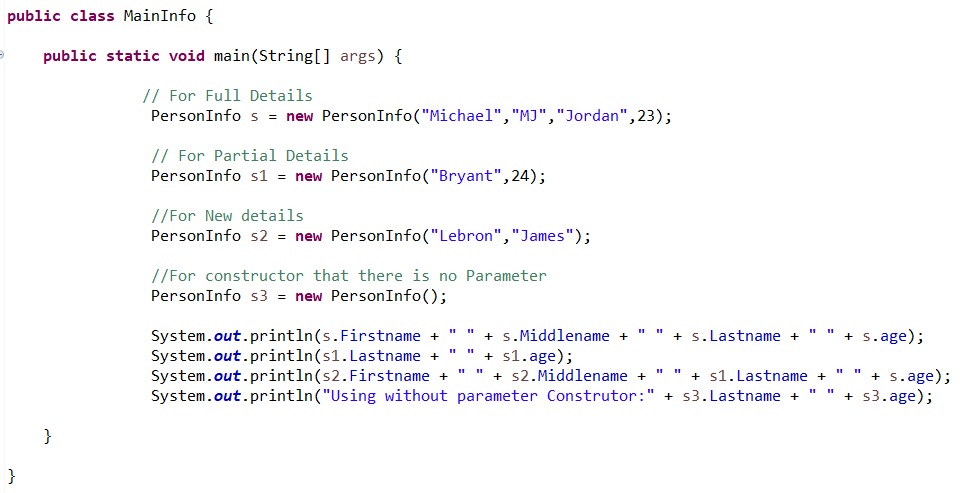 public class MainInfo {
public static void main(String[] args) {
// For Full Details
PersonInfo s = new PersonInfo("Michael","MJ","Jordan",23);
// For Partial Details
PersonInfo s1 = new PersonInfo("Bryant",24);
//For New details
PersonInfo s2 = new PersonInfo("Lebron","James");
//For constructor that there is no Parameter
PersonInfo s3 = new PersonInfo();
System.out.println(s.Firstname + " " + s.Middlename + " " + s.Lastname + " " + s.age);
System.out.println(s1.Lastname + " " + s1.age);
System.out.println(s2.Firstname + " " + s2.Middlename + " " + s1.Lastname + " " + s.age);
System.out.println("Using without parameter Construtor:" + s3.Lastname + " " + s3.age);
}
}